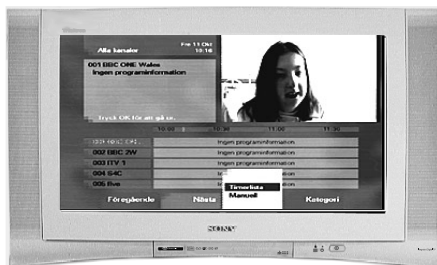 Alla kanaler
Fre 11 Okt
10:16
001 BBC ONE Wales
Ingen programinformation
Tryck OK för att gå ur.
10:00 10:30 11:00 11:30
001 BBC
Ingen programinformation
002 BBC 2W
Ingen programinformation
003 ITV 1
Ingen programinformation
004 S4C
005 five
Timerlista
Manuell
Föregående
Nästa
Kategori
SONY